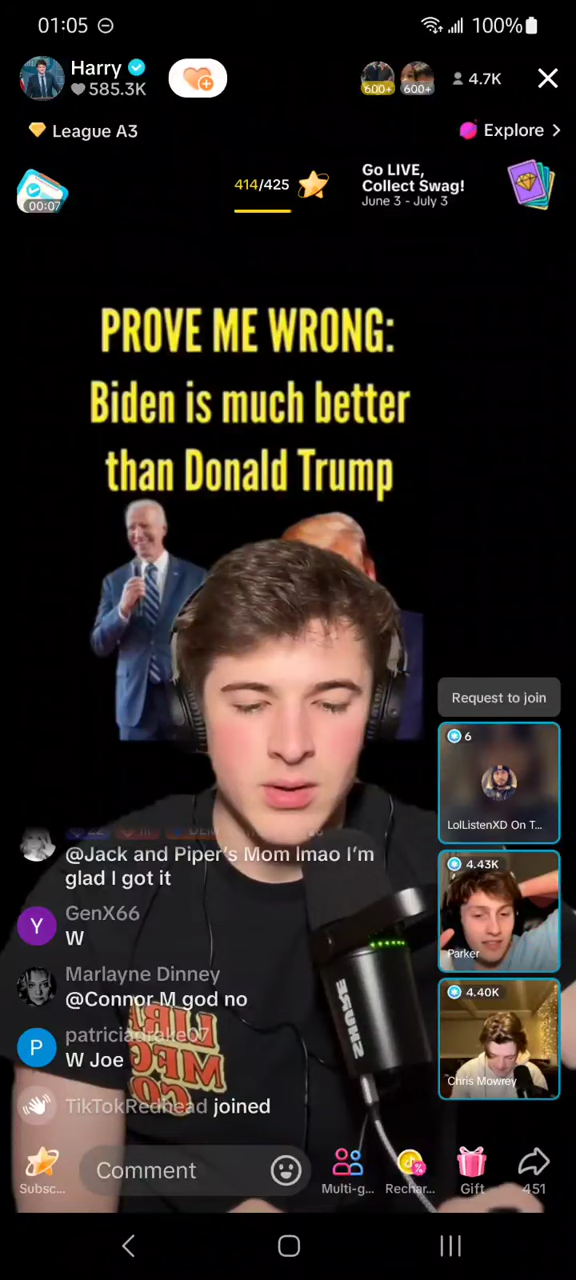 01:05
100%
Harry
585.3K
600+
600+
4.7K
League A3
Explore
00:07
414/425
Go LIVE,
Collect Swag!
June 3 - July 3
PROVE ME WRONG:
Biden is much better
than Donald Trump
Request to join
6
LolListenXD On T...
4.43K
Parker
4.40K
Chris Mowrey
@Jack and Piper's Mom lmao I'm
glad I got it
Y
GenX66
W
Marlayne Dinney
@Connor M god no
P
patriciadrake07
W Joe
TikTokRedhead joined
SHURE
Subsc...
Comment
Multi-g...
Rechar...
Gift
451